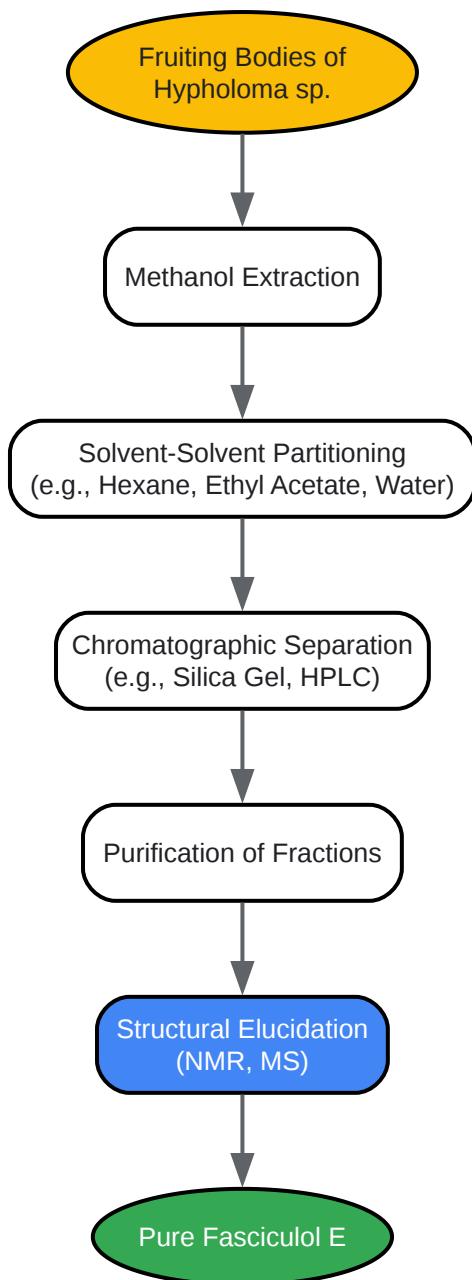 Fruiting Bodies of
Hypholoma sp.
Methanol Extraction
Solvent-Solvent Partitioning
(e.g., Hexane, Ethyl Acetate, Water)
Chromatographic Separation
(e.g., Silica Gel, HPLC)
Purification of Fractions
Structural Elucidation
(NMR, MS)
Pure Fasciculol E